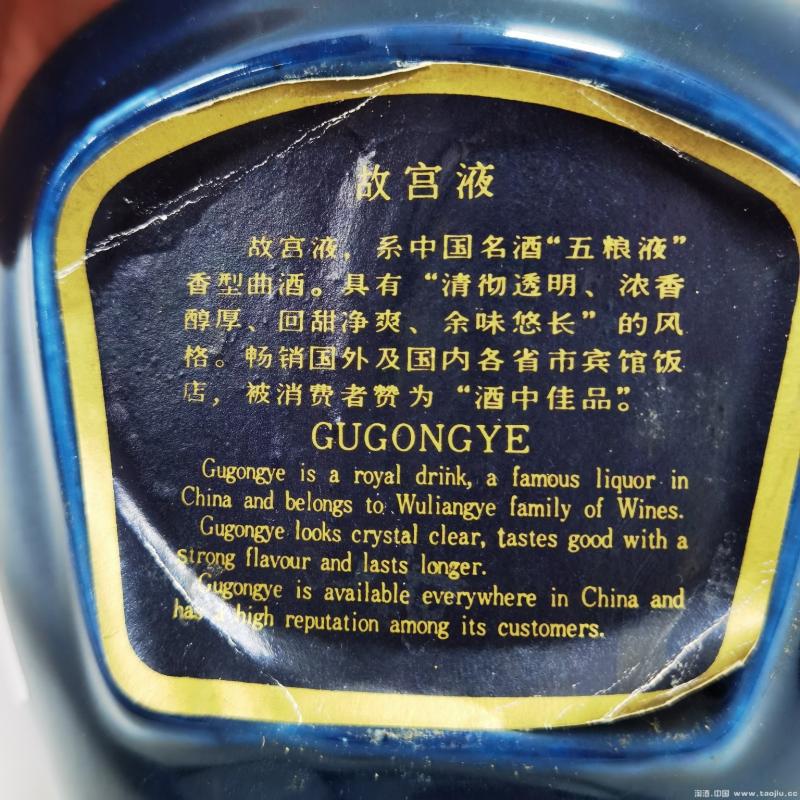 故宫液
故宫液，系中国名酒“五粮液”
香型曲酒。具有“清彻透明、浓香
醇厚、回甜净爽、余味悠长”的风
格。畅销国外及国内各省市宾馆饭
店，被消费者赞为“酒中佳品”。
GUGONGYE
Gugongye is a royal drink, a famous liquor in
China and belongs to Wuliangye family of Wines.
Gugongye looks crystal clear, tastes good with a
strong flavour and lasts longer.
Gugongye is available everywhere in China and
has a high reputation among its customers.
淘酒.中国 www.taojiu.cc